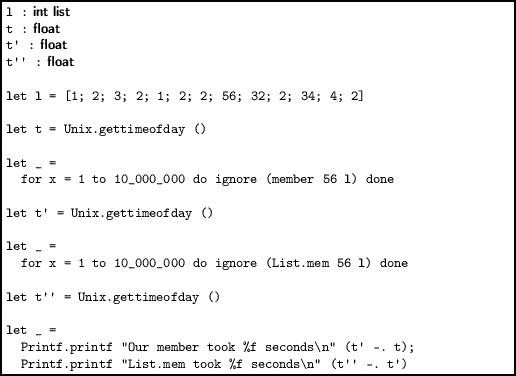 l : int list
t : float
t' : float
t'' : float
let l = [1; 2; 3; 2; 1; 2; 2; 56; 32; 2; 34; 4; 2]
let t = Unix.gettimeofday ()
let _ =
for x = 1 to 10_000_000 do ignore (member 56 l) done
let t' = Unix.gettimeofday ()
let _ =
for x = 1 to 10_000_000 do ignore (List.mem 56 l) done
let t'' = Unix.gettimeofday ()
let _ =
Printf.printf "Our member took %f seconds\n" (t' -. t);
Printf.printf "List.mem took %f seconds\n" (t'' -. t')